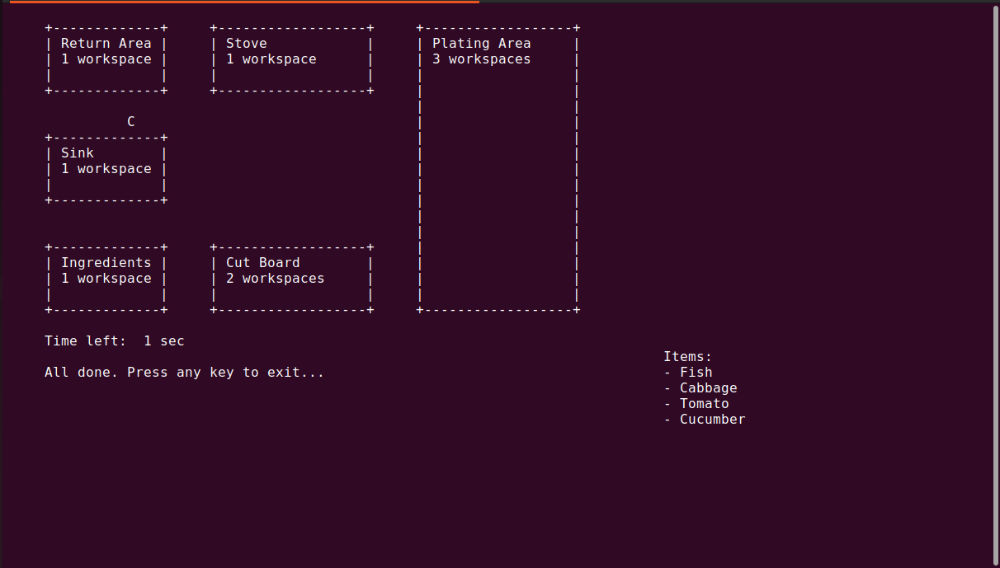 +-------------+     +------------------+     +------------------+
| Return Area |     | Stove            |     | Plating Area     |
| 1 workspace |     | 1 workspace      |     | 3 workspaces     |
|             |     |                  |     |                  |
+-------------+     +------------------+     |                  |
                                             |                  |
          C                                  |                  |
+-------------+                              |                  |
| Sink        |                              |                  |
| 1 workspace |                              |                  |
|             |                              |                  |
+-------------+                              |                  |
                                             |                  |
                                             |                  |
+-------------+     +------------------+     |                  |
| Ingredients |     | Cut Board        |     |                  |
| 1 workspace |     | 2 workspaces     |     |                  |
|             |     |                  |     |                  |
+-------------+     +------------------+     +------------------+
Time left:  1 sec
Items:
All done. Press any key to exit...                                         - Fish
- Cabbage
- Tomato
- Cucumber